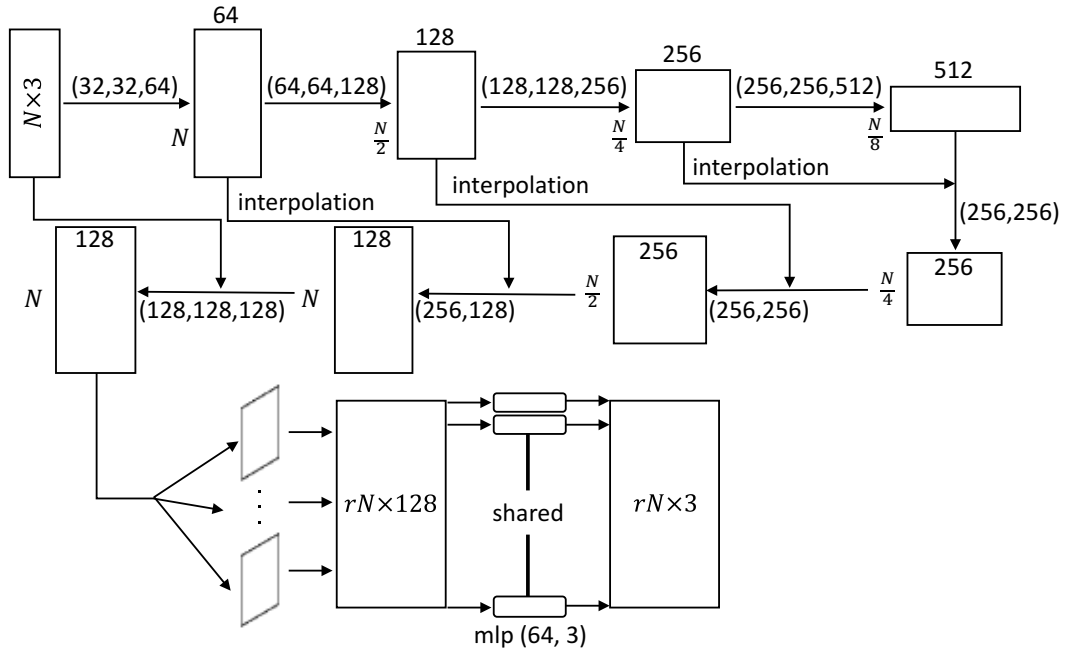 64
N×3
(32,32,64)
N
(64,64,128)
128
N/2
(128,128,256)
256
N/4
(256,256,512)
512
N/8
interpolation
interpolation
interpolation
(256,256)
N
128
(128,128,128)
N
128
(256,128)
N/2
256
(256,256)
N/4
256
rN×128
shared
rN×3
mlp (64, 3)